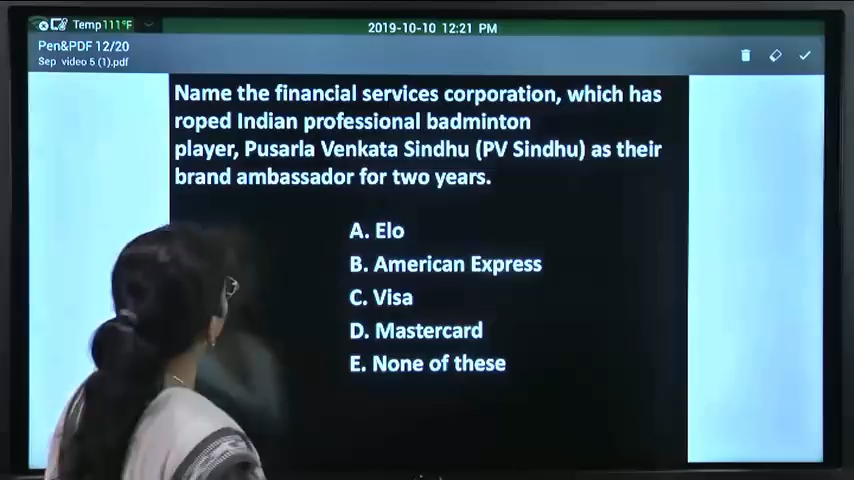 Temp 111°F
2019-10-10 12:21 PM
Pen&PDF 12/20
Sep video 5 (1).pdf
Name the financial services corporation, which has
roped Indian professional badminton
player, Pusarla Venkata Sindhu (PV Sindhu) as their
brand ambassador for two years.
A. Elo
B. American Express
C. Visa
D. Mastercard
E. None of these